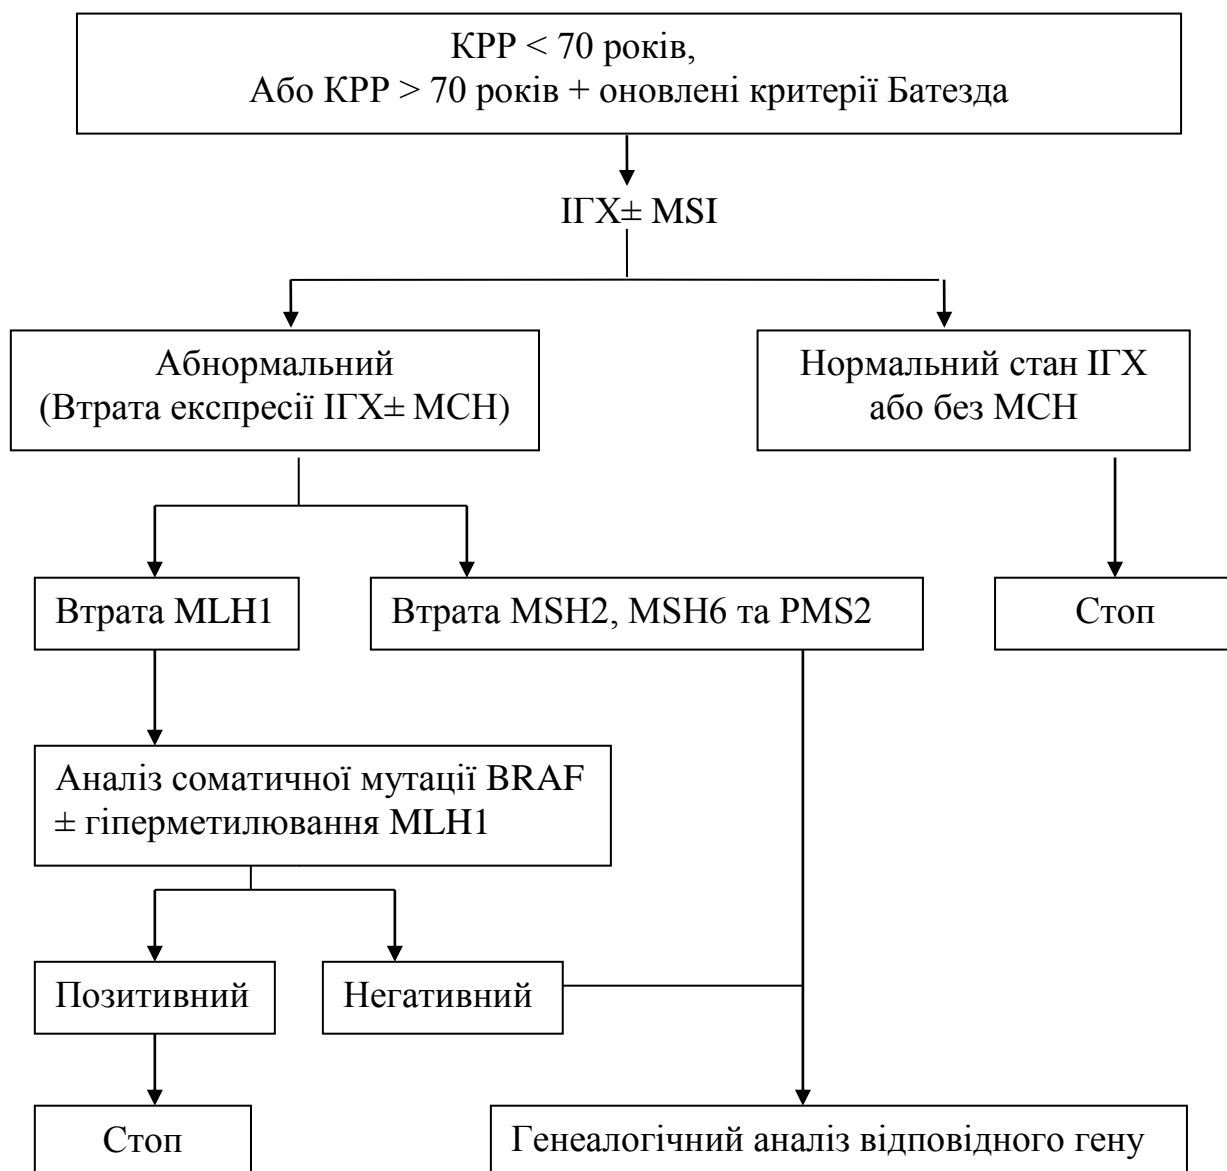 КРР < 70 років,
Або КРР > 70 років + оновлені критерії Батезда
ІГХ± MSI
Абнормальний
(Втрата експресії ІГХ± МСН)
Нормальний стан ІГХ
або без МСН
Втрата MLH1
Втрата MSH2, MSH6 та PMS2
Стоп
Аналіз соматичної мутації BRAF
± гіперметилювання MLH1
Позитивний
Негативний
Стоп
Генеалогічний аналіз відповідного гену